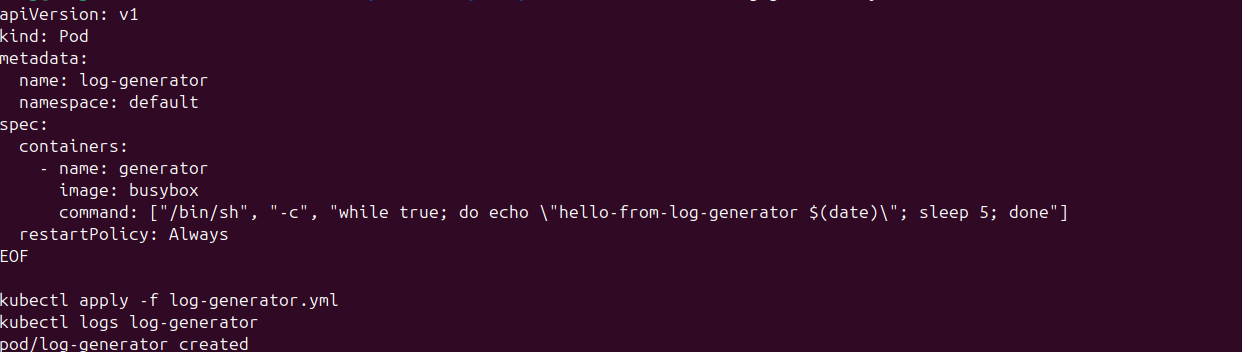 apiVersion: v1
kind: Pod
metadata:
  name: log-generator
  namespace: default
spec:
  containers:
    - name: generator
      image: busybox
      command: ["/bin/sh", "-c", "while true; do echo \"hello-from-log-generator $(date)\"; sleep 5; done"]
  restartPolicy: Always
EOF

kubectl apply -f log-generator.yml
kubectl logs log-generator
pod/log-generator created